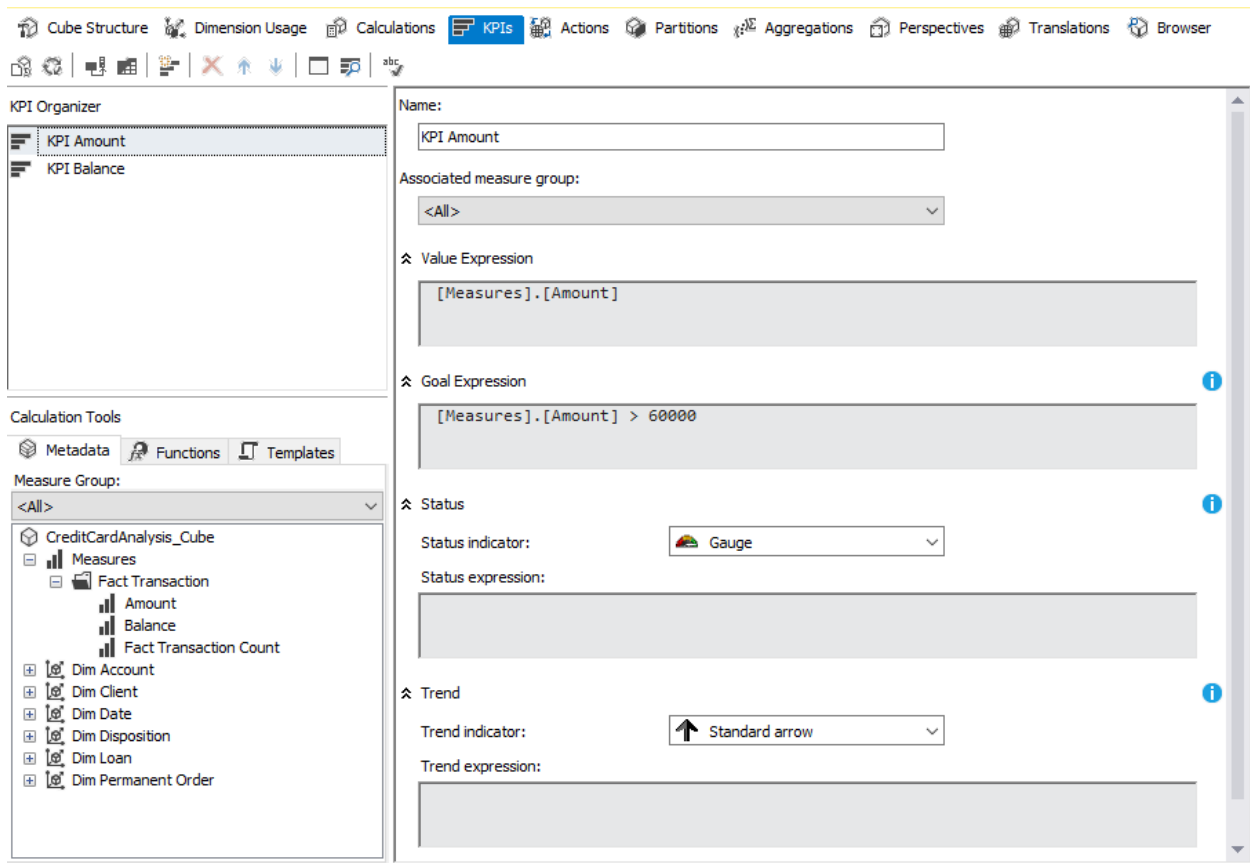 Cube Structure Dimension Usage Calculations KPIs Actions Partitions Aggregations Perspectives Translations Browser
abc
KPI Organizer
KPI Amount
KPI Balance
Calculation Tools
Metadata Functions Templates
Measure Group:
<All>
CreditCardAnalysis_Cube
Measures
Fact Transaction
Amount
Balance
Fact Transaction Count
Dim Account
Dim Client
Dim Date
Dim Disposition
Dim Loan
Dim Permanent Order
Name:
KPI Amount
Associated measure group:
<All>
Value Expression
[Measures].[Amount]
Goal Expression
[Measures].[Amount] > 60000
Status
Status indicator: Gauge
Status expression:
Trend
Trend indicator: Standard arrow
Trend expression: